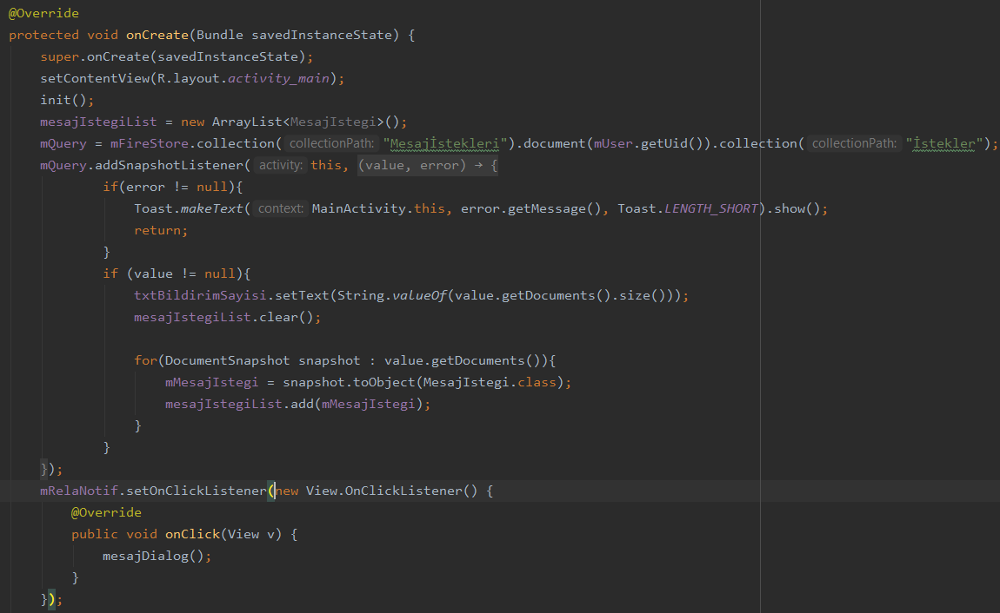 @Override
protected void onCreate(Bundle savedInstanceState) {
super.onCreate(savedInstanceState);
setContentView(R.layout.activity_main);
init();
mesajIstegiList = new ArrayList<MesajIstegi>();
mQuery = mFireStore.collection( collectionPath: "Mesajİstekleri").document(mUser.getUid()).collection( collectionPath: "İstekler");
mQuery.addSnapshotListener( activity: this, (value, error) → {
if(error != null){
Toast.makeText( context: MainActivity.this, error.getMessage(), Toast.LENGTH_SHORT).show();
return;
}
if (value != null){
txtBildirimSayisi.setText(String.valueOf(value.getDocuments().size()));
mesajIstegiList.clear();
for(DocumentSnapshot snapshot : value.getDocuments()){
mMesajIstegi = snapshot.toObject(MesajIstegi.class);
mesajIstegiList.add(mMesajIstegi);
}
}
});
mRelaNotif.setOnClickListener(new View.OnClickListener() {
@Override
public void onClick(View v) {
mesajDialog();
}
});